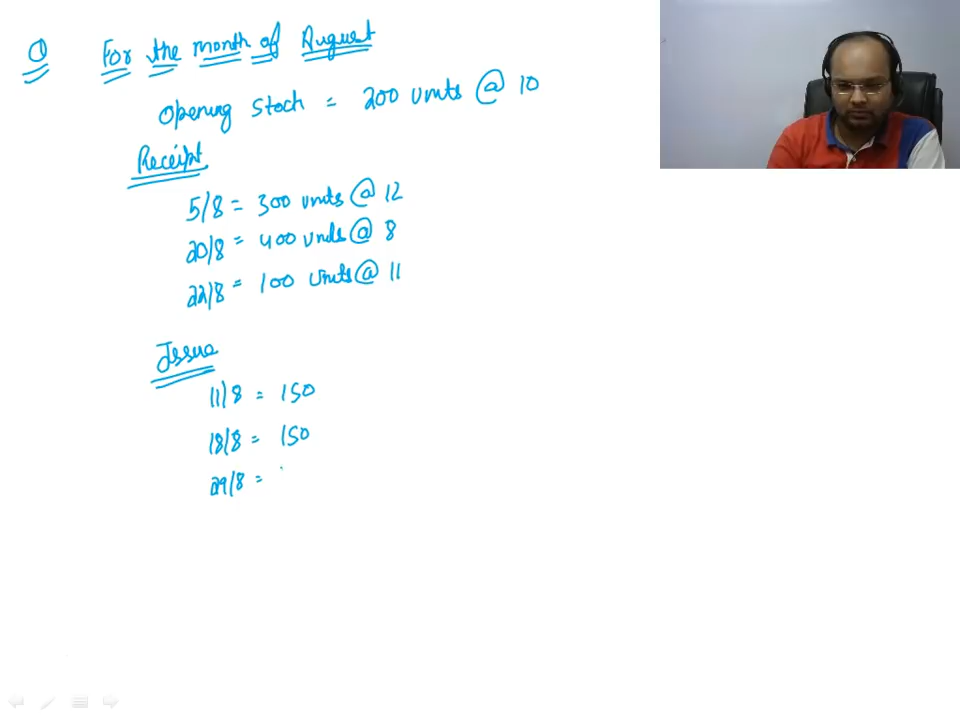 Q For the month of August
Opening Stock = 200 units @ 10
Receipt
5/8 = 300 units @ 12
20/8 = 400 units @ 8
22/8 = 100 units @ 11
Issue
11/8 = 150
18/8 = 150
29/8 =